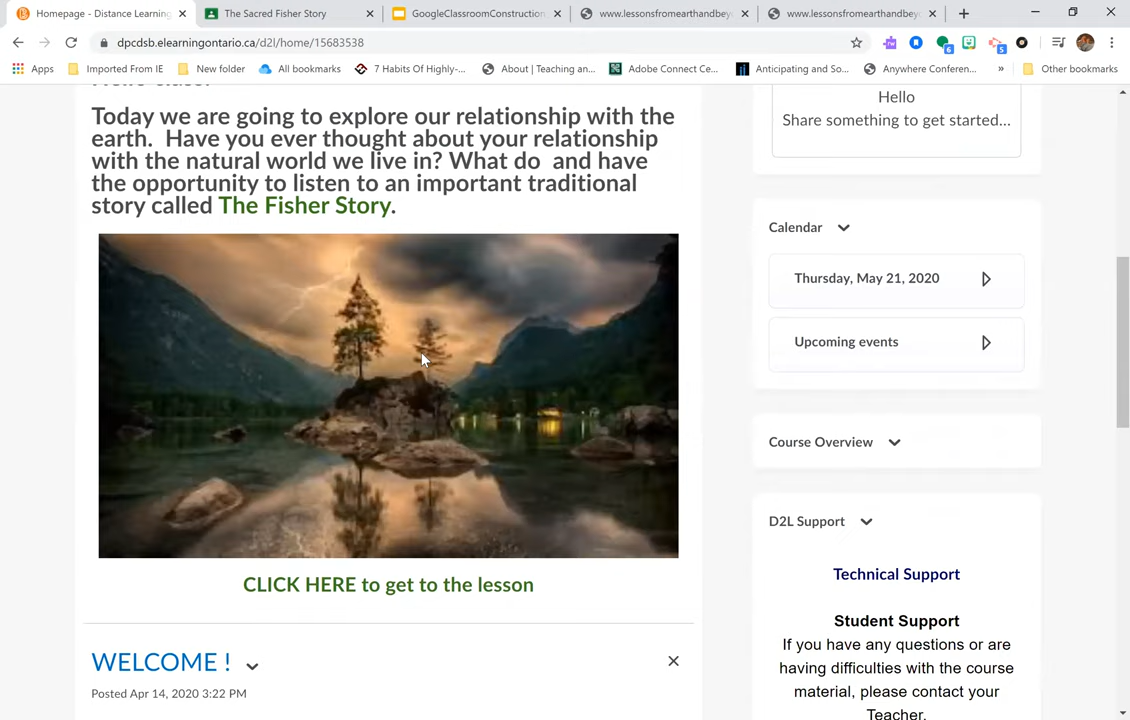 Homepage - Distance Learning
The Sacred Fisher Story
GoogleClassroomConstruction
www.lessonsfromearthandbeyo
www.lessonsfromearthandbeyo
dpcdsb.elearningontario.ca/d2l/home/15683538
6
5
Apps
Imported From IE
New folder
All bookmarks
7 Habits Of Highly-...
About | Teaching an...
Adobe Connect Ce...
Anticipating and So...
Anywhere Conferen...
»
Other bookmarks
Today we are going to explore our relationship with the
earth. Have you ever thought about your relationship
with the natural world we live in? What do and have
the opportunity to listen to an important traditional
story called The Fisher Story.
CLICK HERE to get to the lesson
WELCOME !
Posted Apr 14, 2020 3:22 PM
Hello
Share something to get started...
Calendar
Thursday, May 21, 2020
Upcoming events
Course Overview
D2L Support
Technical Support
Student Support
If you have any questions or are
having difficulties with the course
material, please contact your
Teacher.